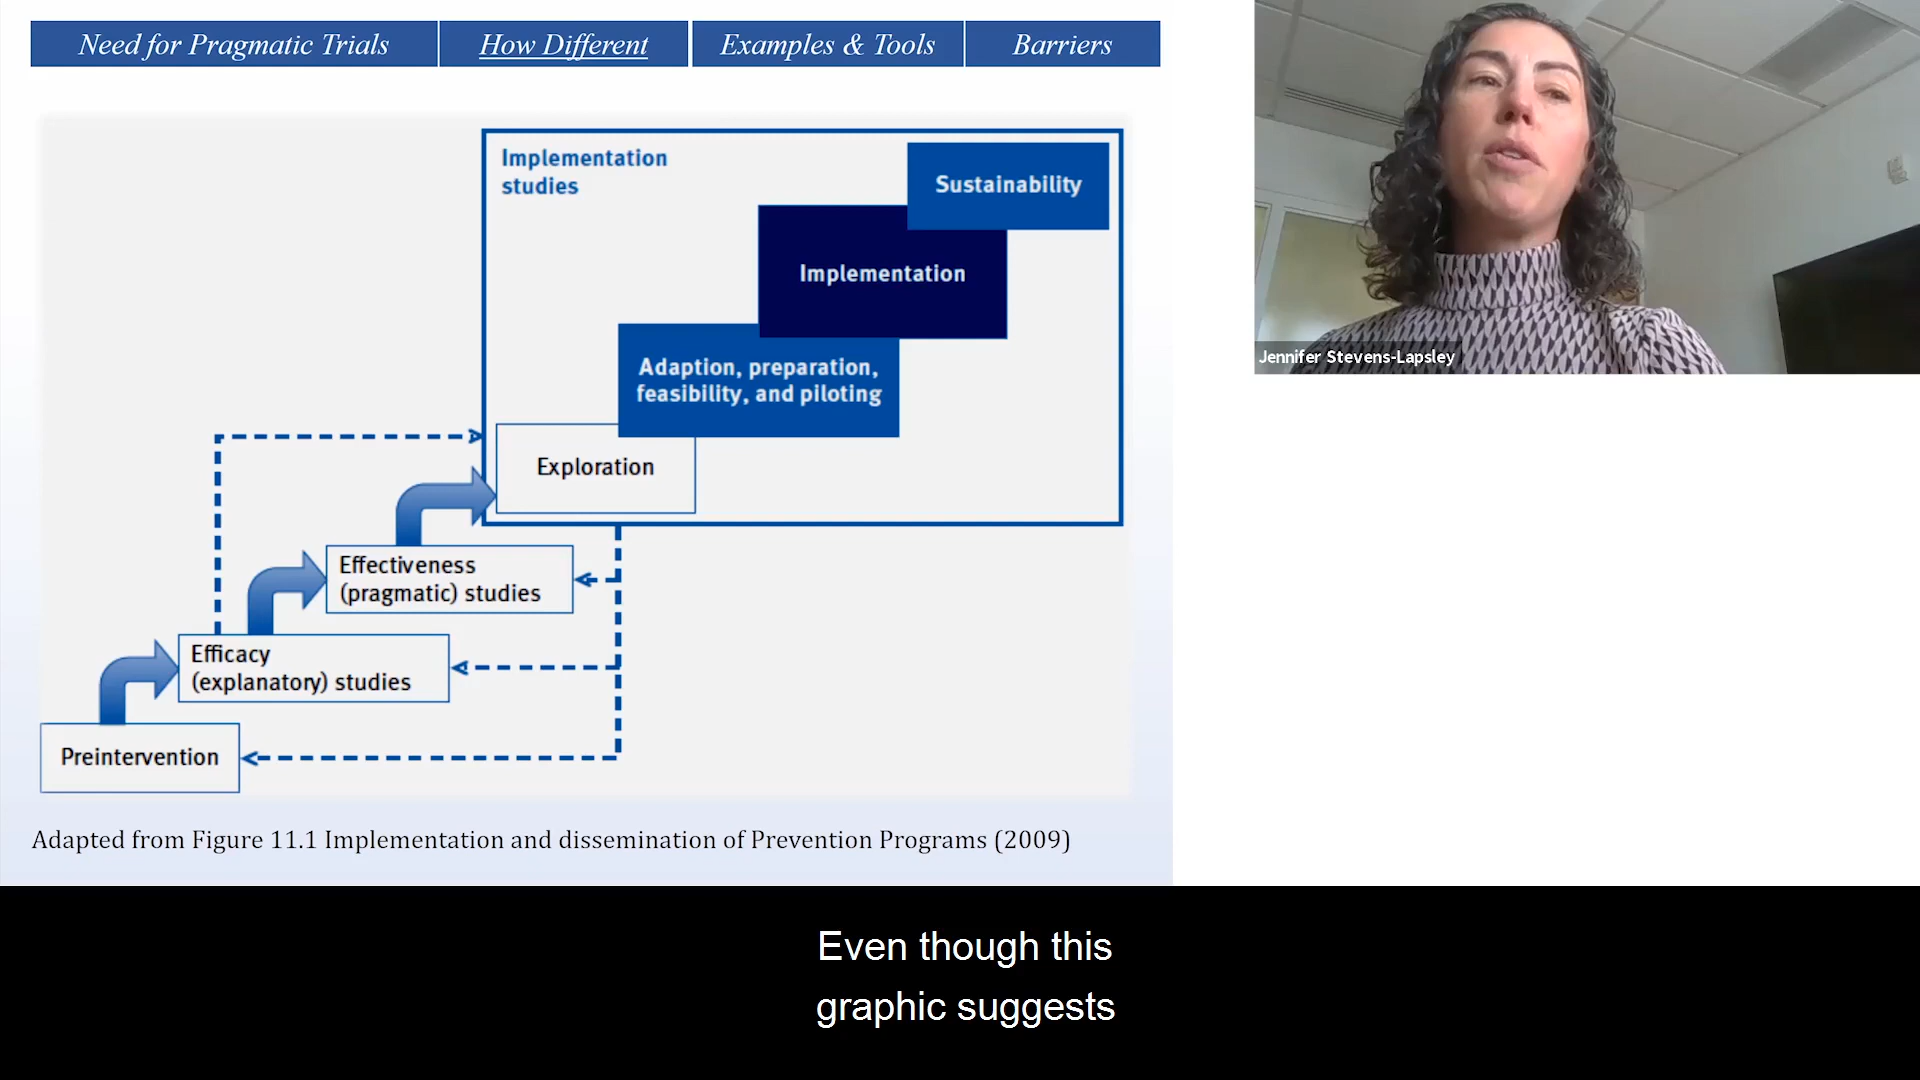 Need for Pragmatic Trials
How Different
Examples & Tools
Barriers
Implementation
studies
Sustainability
Implementation
Adaption, preparation,
feasibility, and piloting
Exploration
Effectiveness
(pragmatic) studies
Efficacy
(explanatory) studies
Preintervention
Adapted from Figure 11.1 Implementation and dissemination of Prevention Programs (2009)
Jennifer Stevens-Lapsley
Even though this
graphic suggests